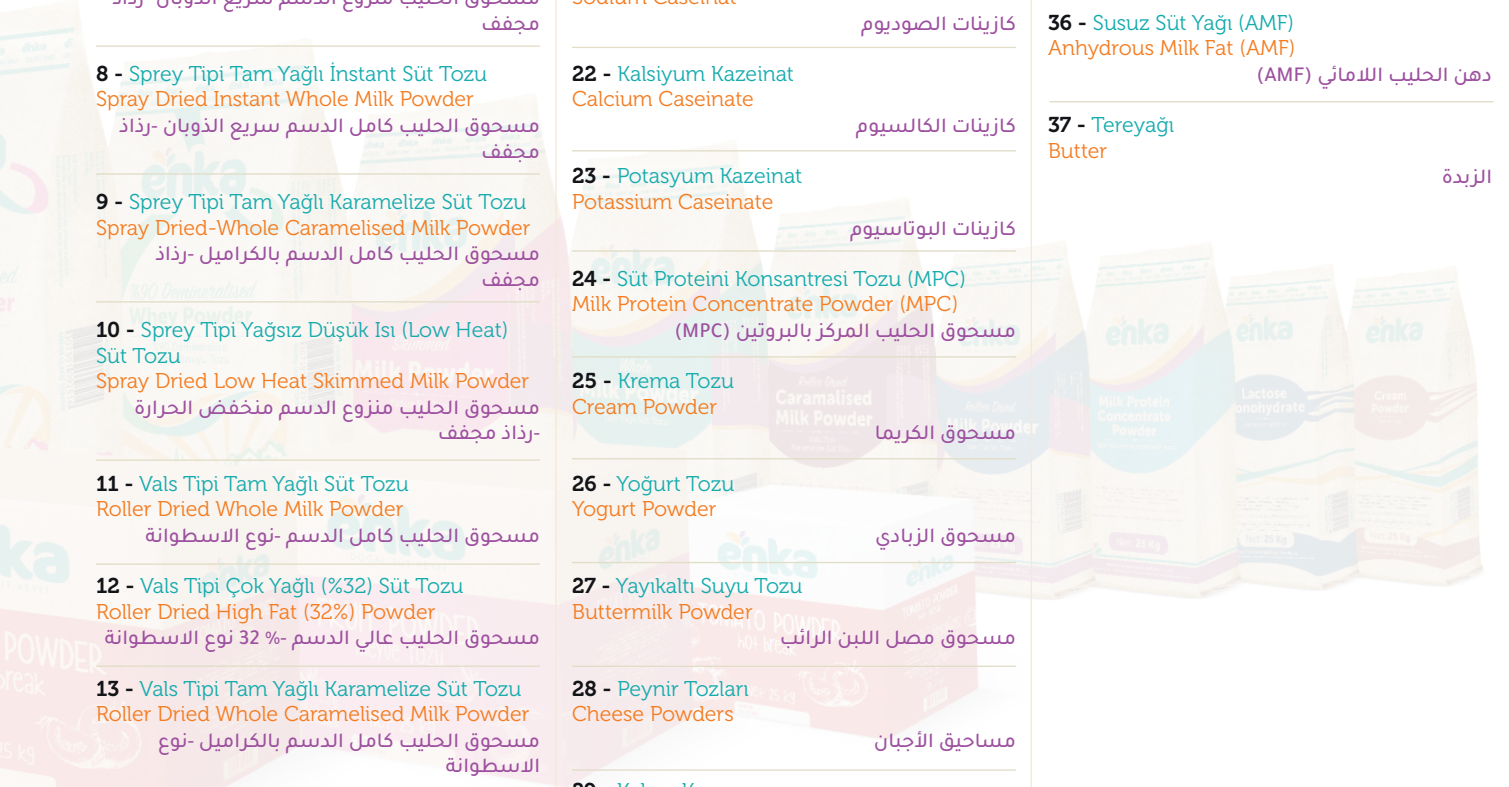 مسحوق الحليب منزوع الدسم سريع الذوبان -رذاذ
مجفف
8 - Sprey Tipi Tam Yağlı İnstant Süt Tozu
Spray Dried Instant Whole Milk Powder
مسحوق الحليب كامل الدسم سريع الذوبان -رذاذ
مجفف
9 - Sprey Tipi Tam Yağlı Karamelize Süt Tozu
Spray Dried-Whole Caramelised Milk Powder
مسحوق الحليب كامل الدسم بالكراميل -رذاذ
مجفف
10 - Sprey Tipi Yağsız Düşük Isı (Low Heat)
Süt Tozu
Spray Dried Low Heat Skimmed Milk Powder
مسحوق الحليب منزوع الدسم منخفض الحرارة
-رذاذ مجفف
11 - Vals Tipi Tam Yağlı Süt Tozu
Roller Dried Whole Milk Powder
مسحوق الحليب كامل الدسم -نوع الاسطوانة
12 - Vals Tipi Çok Yağlı (%32) Süt Tozu
Roller Dried High Fat (32%) Powder
مسحوق الحليب عالي الدسم -% 32 نوع الاسطوانة
13 - Vals Tipi Tam Yağlı Karamelize Süt Tozu
Roller Dried Whole Caramelised Milk Powder
مسحوق الحليب كامل الدسم بالكراميل -نوع
الاسطوانة
Sodium Caseinat
كازينات الصوديوم
22 - Kalsiyum Kazeinat
Calcium Caseinate
كازينات الكالسيوم
23 - Potasyum Kazeinat
Potassium Caseinate
كازينات البوتاسيوم
24 - Süt Proteini Konsantresi Tozu (MPC)
Milk Protein Concentrate Powder (MPC)
مسحوق الحليب المركز بالبروتين (MPC)
25 - Krema Tozu
Cream Powder
مسحوق الكريما
26 - Yoğurt Tozu
Yogurt Powder
مسحوق الزبادي
27 - Yayıkaltı Suyu Tozu
Buttermilk Powder
مسحوق مصل اللبن الرائب
28 - Peynir Tozları
Cheese Powders
مساحيق الأجبان
36 - Susuz Süt Yağı (AMF)
Anhydrous Milk Fat (AMF)
دهن الحليب اللامائي (AMF)
37 - Tereyağı
Butter
الزبدة